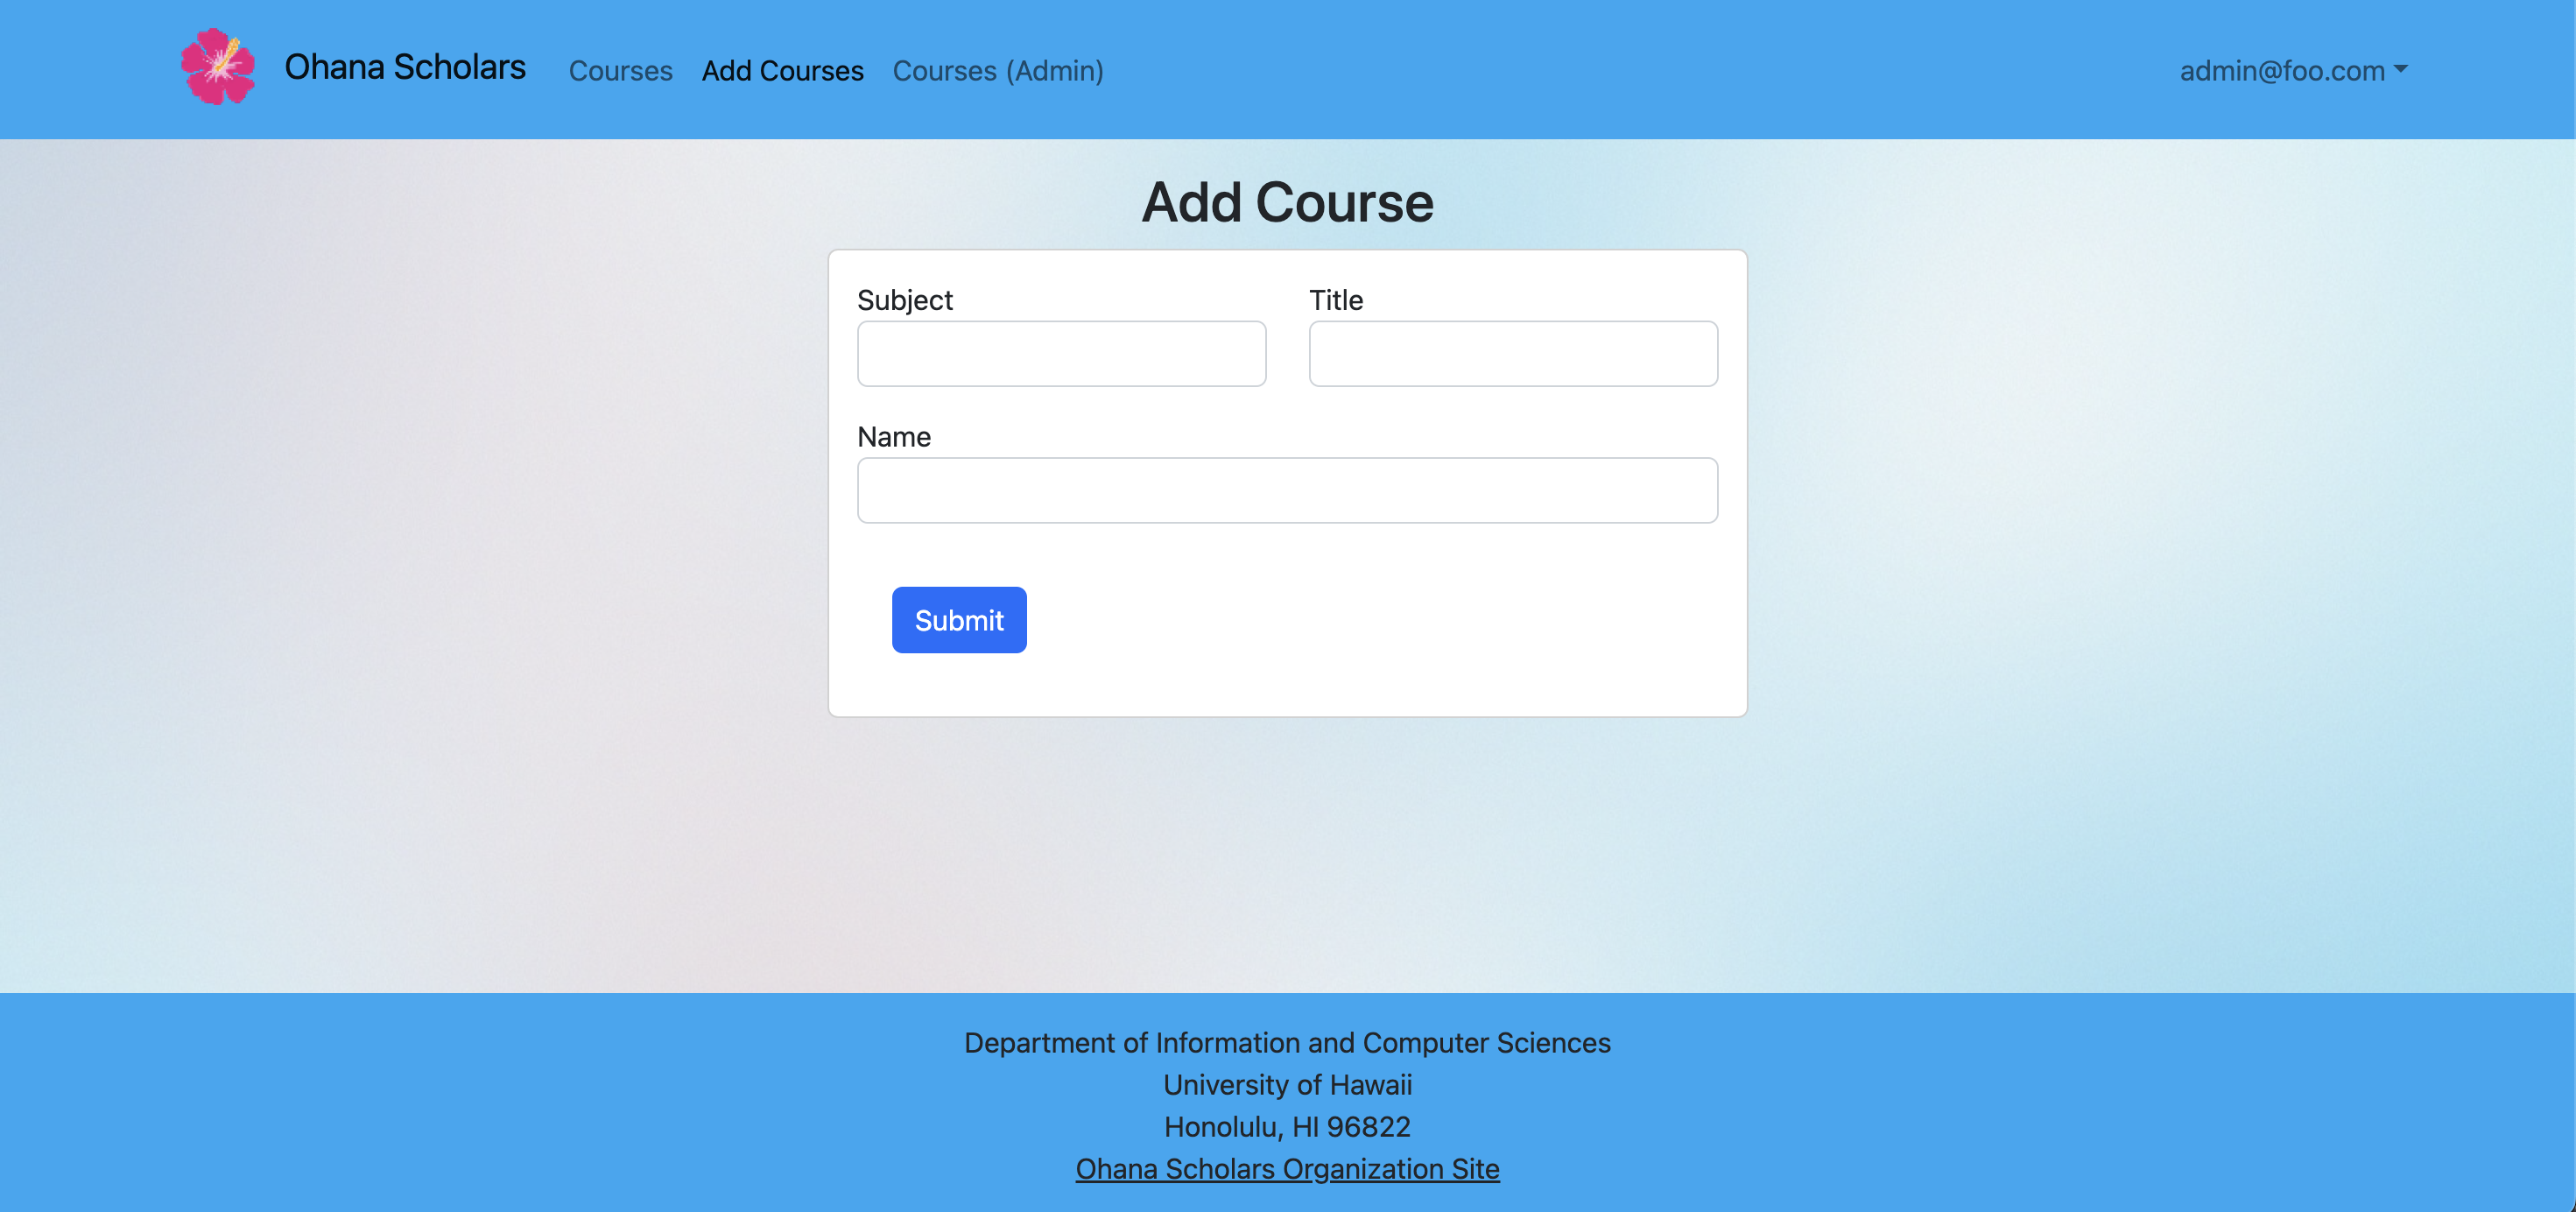 Ohana Scholars Courses Add Courses Courses (Admin) admin@foo.com
Add Course
Subject Title
Name
Submit
Department of Information and Computer Sciences
University of Hawaii
Honolulu, HI 96822
Ohana Scholars Organization Site